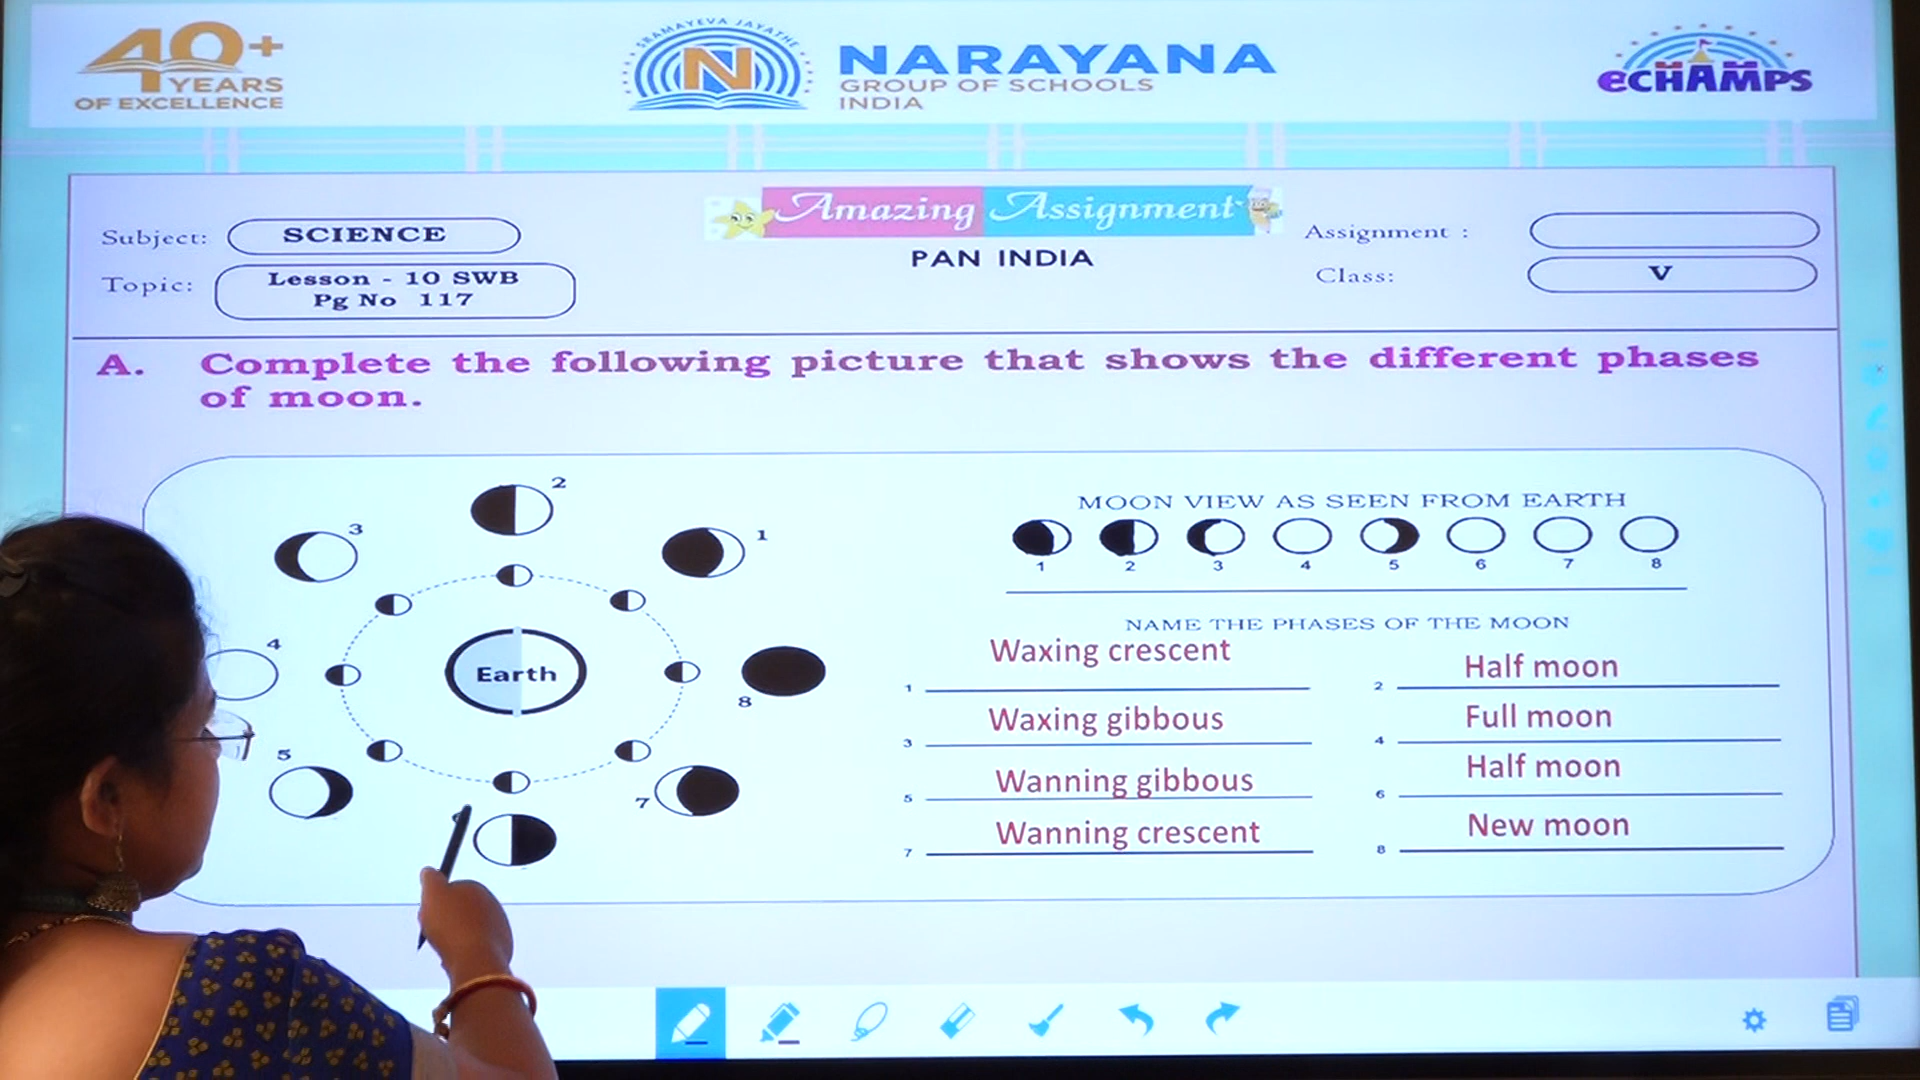 40+
YEARS
OF EXCELLENCE
SRAMAYEVA JAYATHE
N
NARAYANA
GROUP OF SCHOOLS
INDIA
eCHAMPS
Subject: SCIENCE
Topic: Lesson - 10 SWB
Pg No 117
Amazing Assignment
PAN INDIA
Assignment :
Class: V
A. Complete the following picture that shows the different phases
of moon.
2
3
1
4
Earth
8
5
7
MOON VIEW AS SEEN FROM EARTH
1 2 3 4 5 6 7 8
NAME THE PHASES OF THE MOON
1 Waxing crescent
2 Half moon
3 Waxing gibbous
4 Full moon
5 Wanning gibbous
6 Half moon
7 Wanning crescent
8 New moon